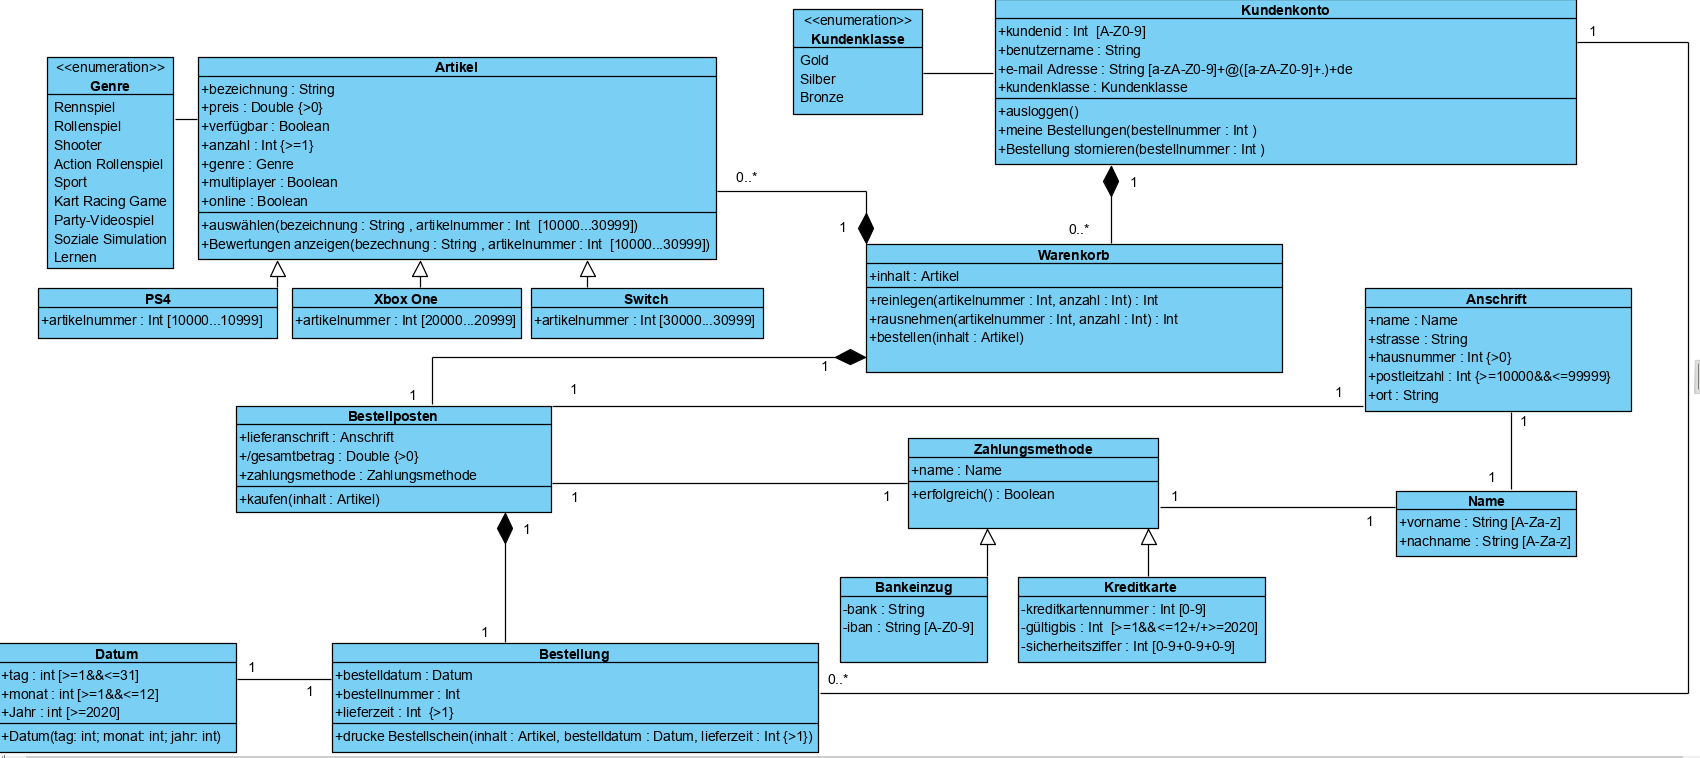 <<enumeration>>
Genre
Rennspiel
Rollenspiel
Shooter
Action Rollenspiel
Sport
Kart Racing Game
Party-Videospiel
Soziale Simulation
Lernen
Artikel
+bezeichnung : String
+preis : Double {>0}
+verfügbar : Boolean
+anzahl : Int {>=1}
+genre : Genre
+multiplayer : Boolean
+online : Boolean
+auswählen(bezeichnung : String , artikelnummer : Int [10000...30999])
+Bewertungen anzeigen(bezechnung : String , artikelnummer : Int [10000...30999])
<<enumeration>>
Kundenklasse
Gold
Silber
Bronze
Kundenkonto
+kundenid : Int [A-Z0-9]
+benutzername : String
+e-mail Adresse : String [a-zA-Z0-9]+@([a-zA-Z0-9]+.)+de
+kundenklasse : Kundenklasse
+ausloggen()
+meine Bestellungen(bestellnummer : Int )
+Bestellung stornieren(bestellnummer : Int )
1
0..*
1
1
0..*
PS4
+artikelnummer : Int [10000...10999]
Xbox One
+artikelnummer : Int [20000...20999]
Switch
+artikelnummer : Int [30000...30999]
Warenkorb
+inhalt : Artikel
+reinlegen(artikelnummer : Int, anzahl : Int) : Int
+rausnehmen(artikelnummer : Int, anzahl : Int) : Int
+bestellen(inhalt : Artikel)
Anschrift
+name : Name
+strasse : String
+hausnummer : Int {>0}
+postleitzahl : Int {>=10000&&<=99999}
+ort : String
1
1
1
1
1
1
Bestellposten
+lieferanschrift : Anschrift
+/gesamtbetrag : Double {>0}
+zahlungsmethode : Zahlungsmethode
+kaufen(inhalt : Artikel)
1
1
Zahlungsmethode
+name : Name
+erfolgreich() : Boolean
1
1
Name
+vorname : String [A-Za-z]
+nachname : String [A-Za-z]
1
1
Bankeinzug
-bank : String
-iban : String [A-Z0-9]
Kreditkarte
-kreditkartennummer : Int [0-9]
-gültigbis : Int [>=1&&<=12+/+>=2020]
-sicherheitsziffer : Int [0-9+0-9+0-9]
1
Datum
+tag : int [>=1&&<=31]
+monat : int [>=1&&<=12]
+Jahr : int [>=2020]
+Datum(tag: int; monat: int; jahr: int)
1
1
Bestellung
+bestelldatum : Datum
+bestellnummer : Int
+lieferzeit : Int {>1}
+drucke Bestellschein(inhalt : Artikel, bestelldatum : Datum, lieferzeit : Int {>1})
0..*